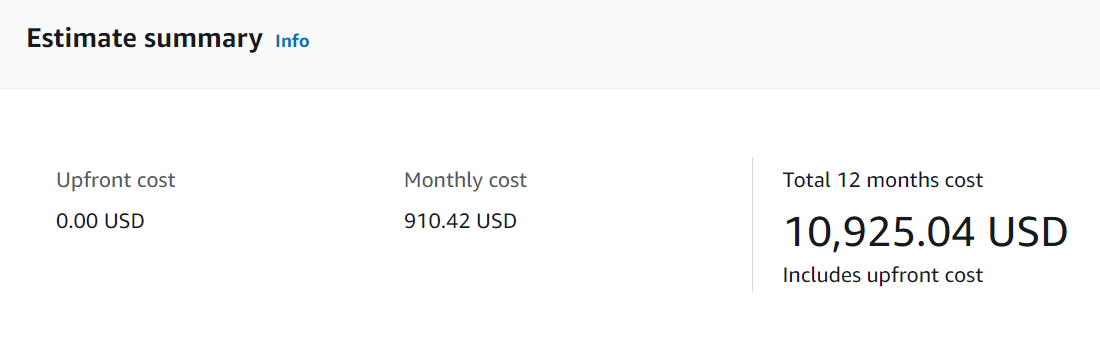 Estimate summary Info
Upfront cost
0.00 USD
Monthly cost
910.42 USD
Total 12 months cost
10,925.04 USD
Includes upfront cost